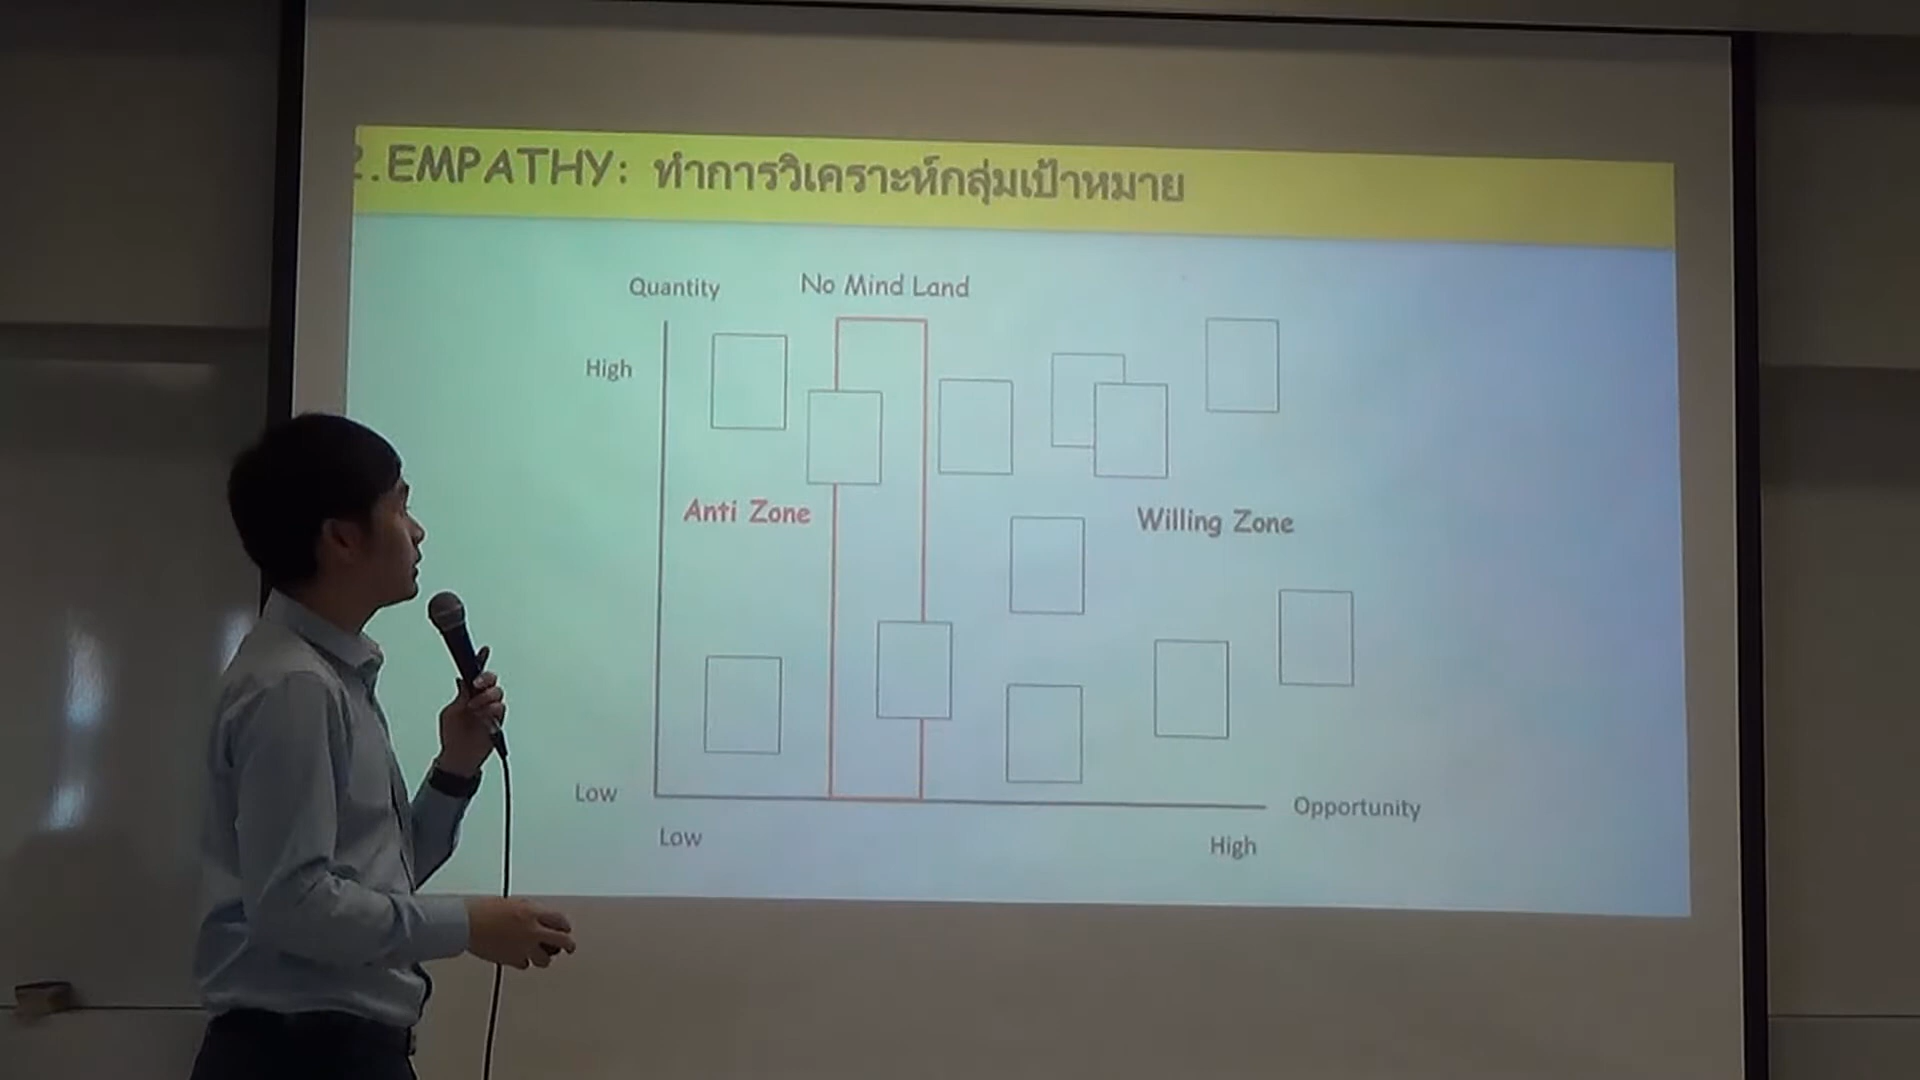 2.EMPATHY: ทำการวิเคราะห์กลุ่มเป้าหมาย
Quantity
No Mind Land
High
Anti Zone
Willing Zone
Low
Opportunity
Low
High